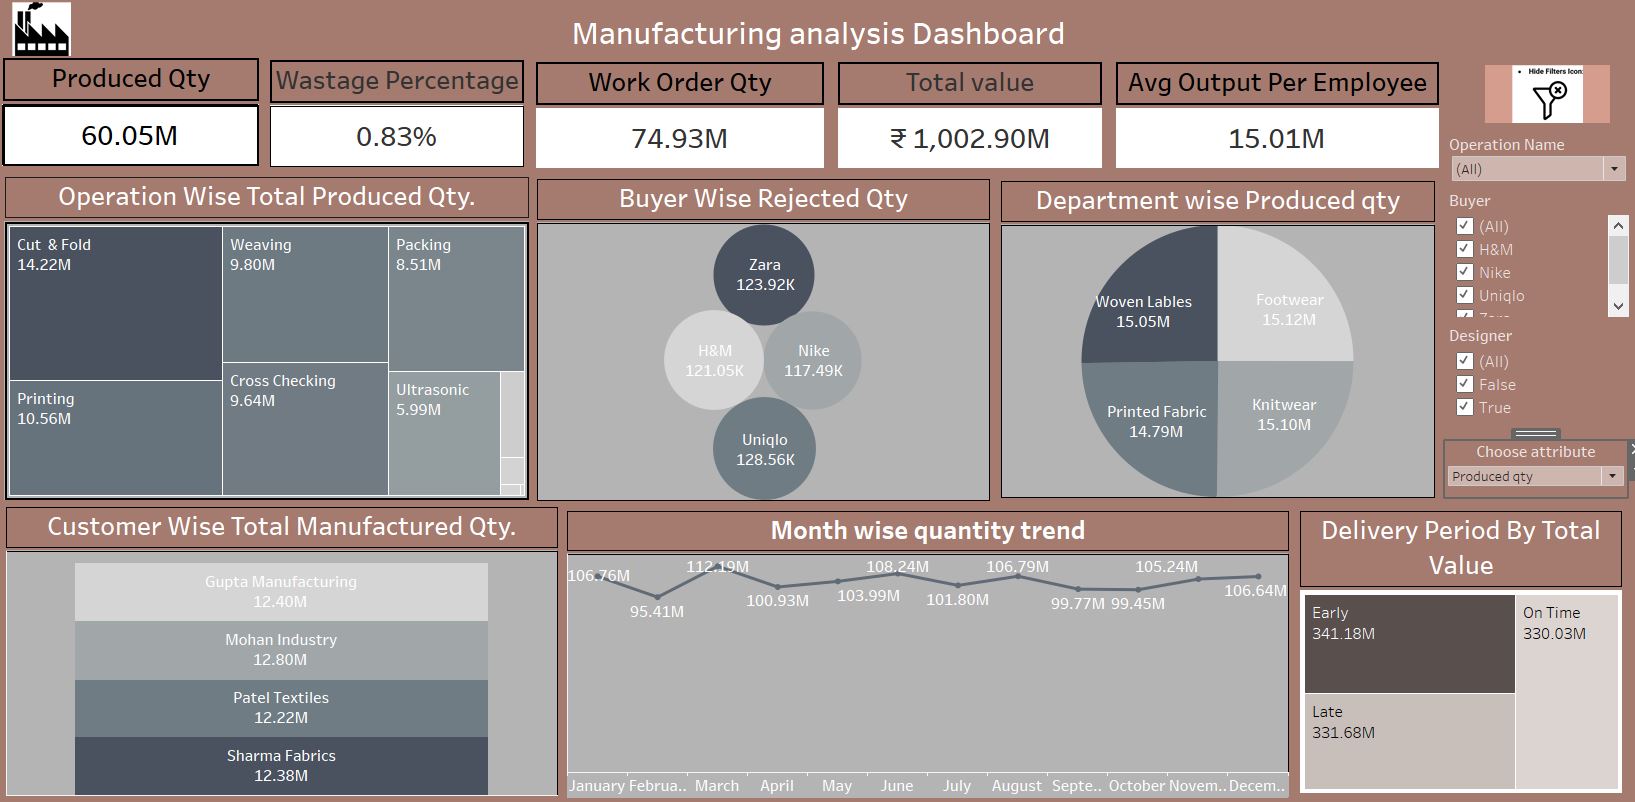 Manufacturing analysis Dashboard
Produced Qty
60.05M
Wastage Percentage
0.83%
Work Order Qty
74.93M
Total value
₹ 1,002.90M
Avg Output Per Employee
15.01M
• Hide Filters Icon:
Operation Name
(All)
Buyer
(All)
H&M
Nike
Uniqlo
Designer
(All)
False
True
Choose attribute
Produced qty
Operation Wise Total Produced Qty.
Cut & Fold
14.22M
Printing
10.56M
Weaving
9.80M
Cross Checking
9.64M
Packing
8.51M
Ultrasonic
5.99M
Buyer Wise Rejected Qty
Zara
123.92K
H&M
121.05K
Nike
117.49K
Uniqlo
128.56K
Department wise Produced qty
Woven Lables
15.05M
Footwear
15.12M
Printed Fabric
14.79M
Knitwear
15.10M
Customer Wise Total Manufactured Qty.
Gupta Manufacturing
12.40M
Mohan Industry
12.80M
Patel Textiles
12.22M
Sharma Fabrics
12.38M
Month wise quantity trend
106.76M
95.41M
112.19M
100.93M
103.99M
108.24M
101.80M
106.79M
99.77M
99.45M
105.24M
106.64M
January Februa.. March April May June July August Septe.. October Novem.. Decem..
Delivery Period By Total
Value
Early
341.18M
Late
331.68M
On Time
330.03M